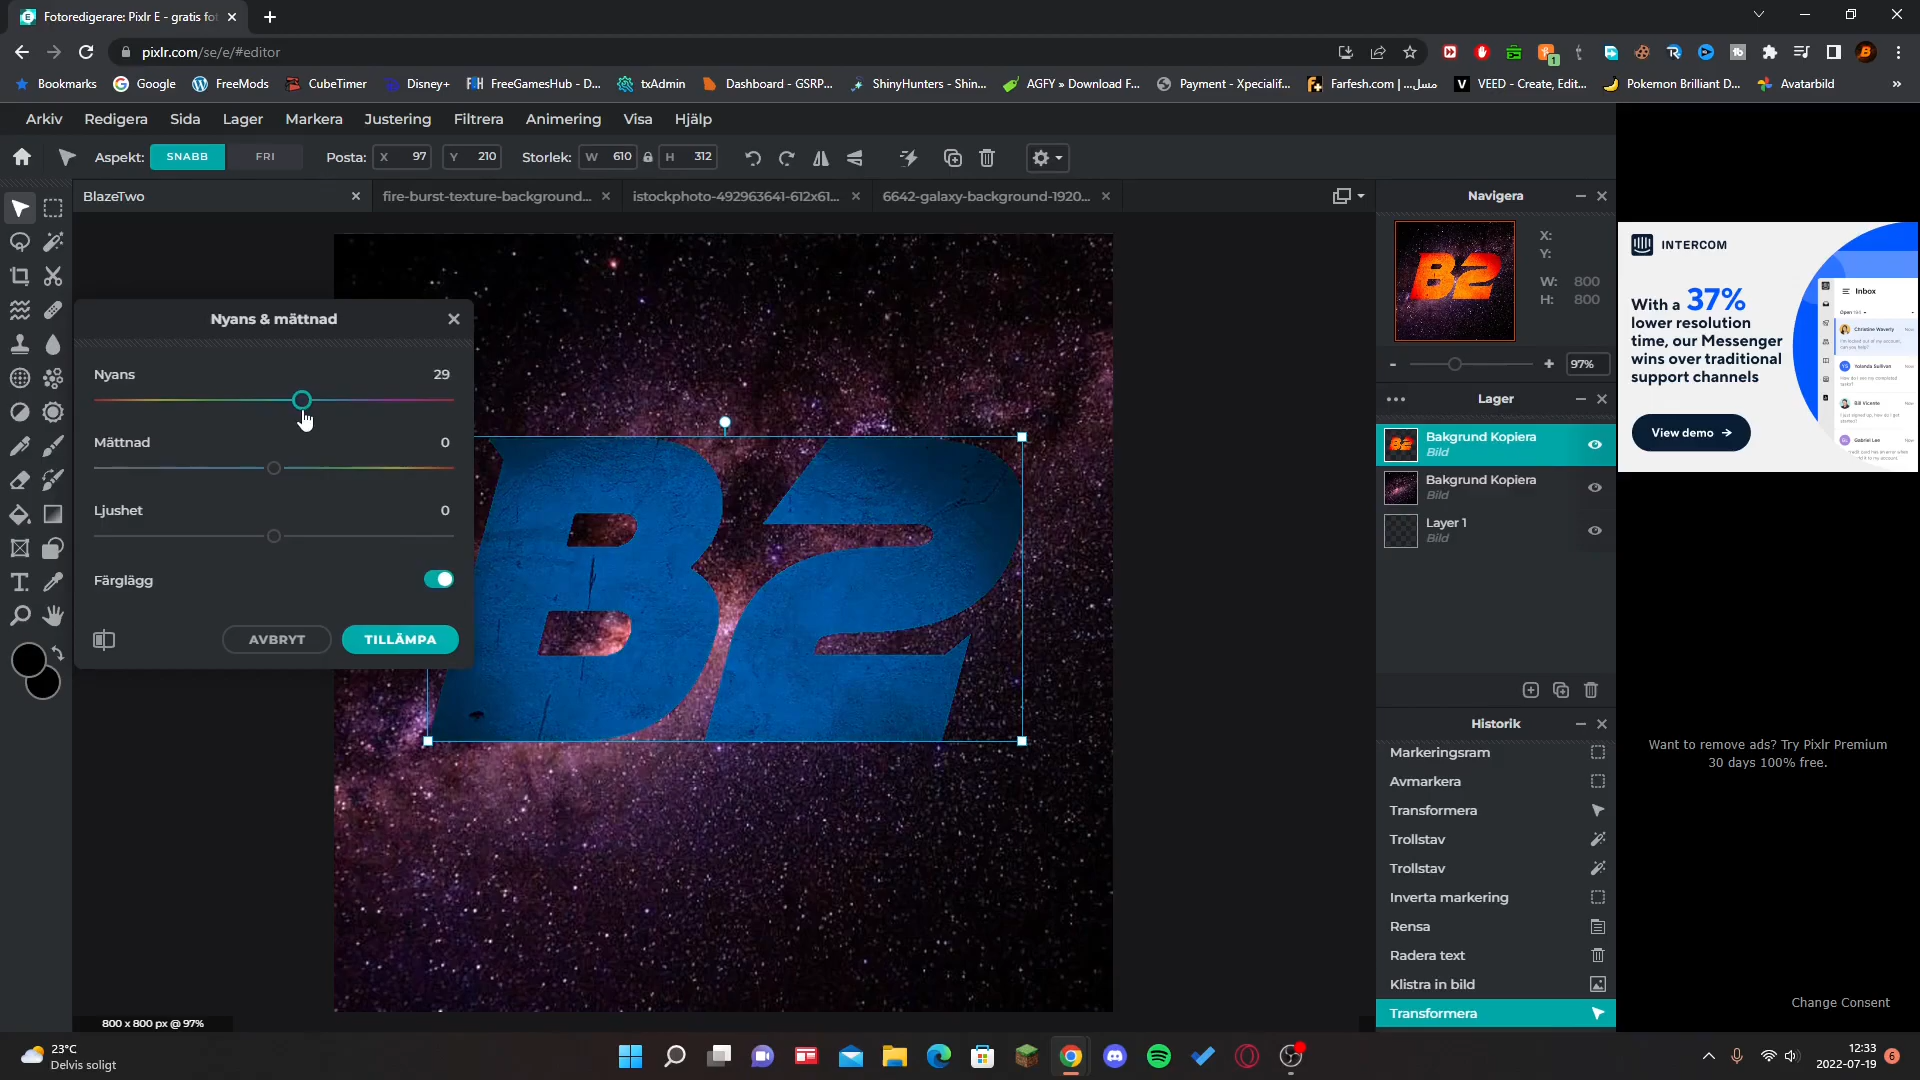 Fotoredigerare: Pixlr E - gratis fot
pixlr.com/se/e/#editor
Bookmarks
Google
FreeMods
CubeTimer
Disney+
FreeGamesHub - D...
txAdmin
Dashboard - GSRP...
ShinyHunters - Shin...
AGFY » Download F...
Payment - Xpecialif...
Farfesh.com | ...مسل
VEED - Create, Edit...
Pokemon Brilliant D...
Avatarbild
»
Arkiv
Redigera
Sida
Lager
Markera
Justering
Filtrera
Animering
Visa
Hjälp
Aspekt:
SNABB
FRI
Posta:
X 97
Y 210
Storlek:
W 610
H 312
BlazeTwo
fire-burst-texture-background...
istockphoto-492963641-612x61...
6642-galaxy-background-1920...
Navigera
B2
X:
Y:
W: 800
H: 800
97%
Nyans & mättnad
Nyans 29
Mättnad 0
Ljushet 0
Färglägg
AVBRYT
TILLÄMPA
B2
Lager
Bakgrund Kopiera
Bild
Bakgrund Kopiera
Bild
Layer 1
Bild
Historik
Markeringsram
Avmarkera
Transformera
Trollstav
Trollstav
Inverta markering
Rensa
Radera text
Klistra in bild
Transformera
INTERCOM
With a 37%
lower resolution
time, our Messenger
wins over traditional
support channels
View demo →
Inbox
Want to remove ads? Try Pixlr Premium
30 days 100% free.
Change Consent
800 x 800 px @ 97%
23°C
Delvis soligt
12:33
2022-07-19
6